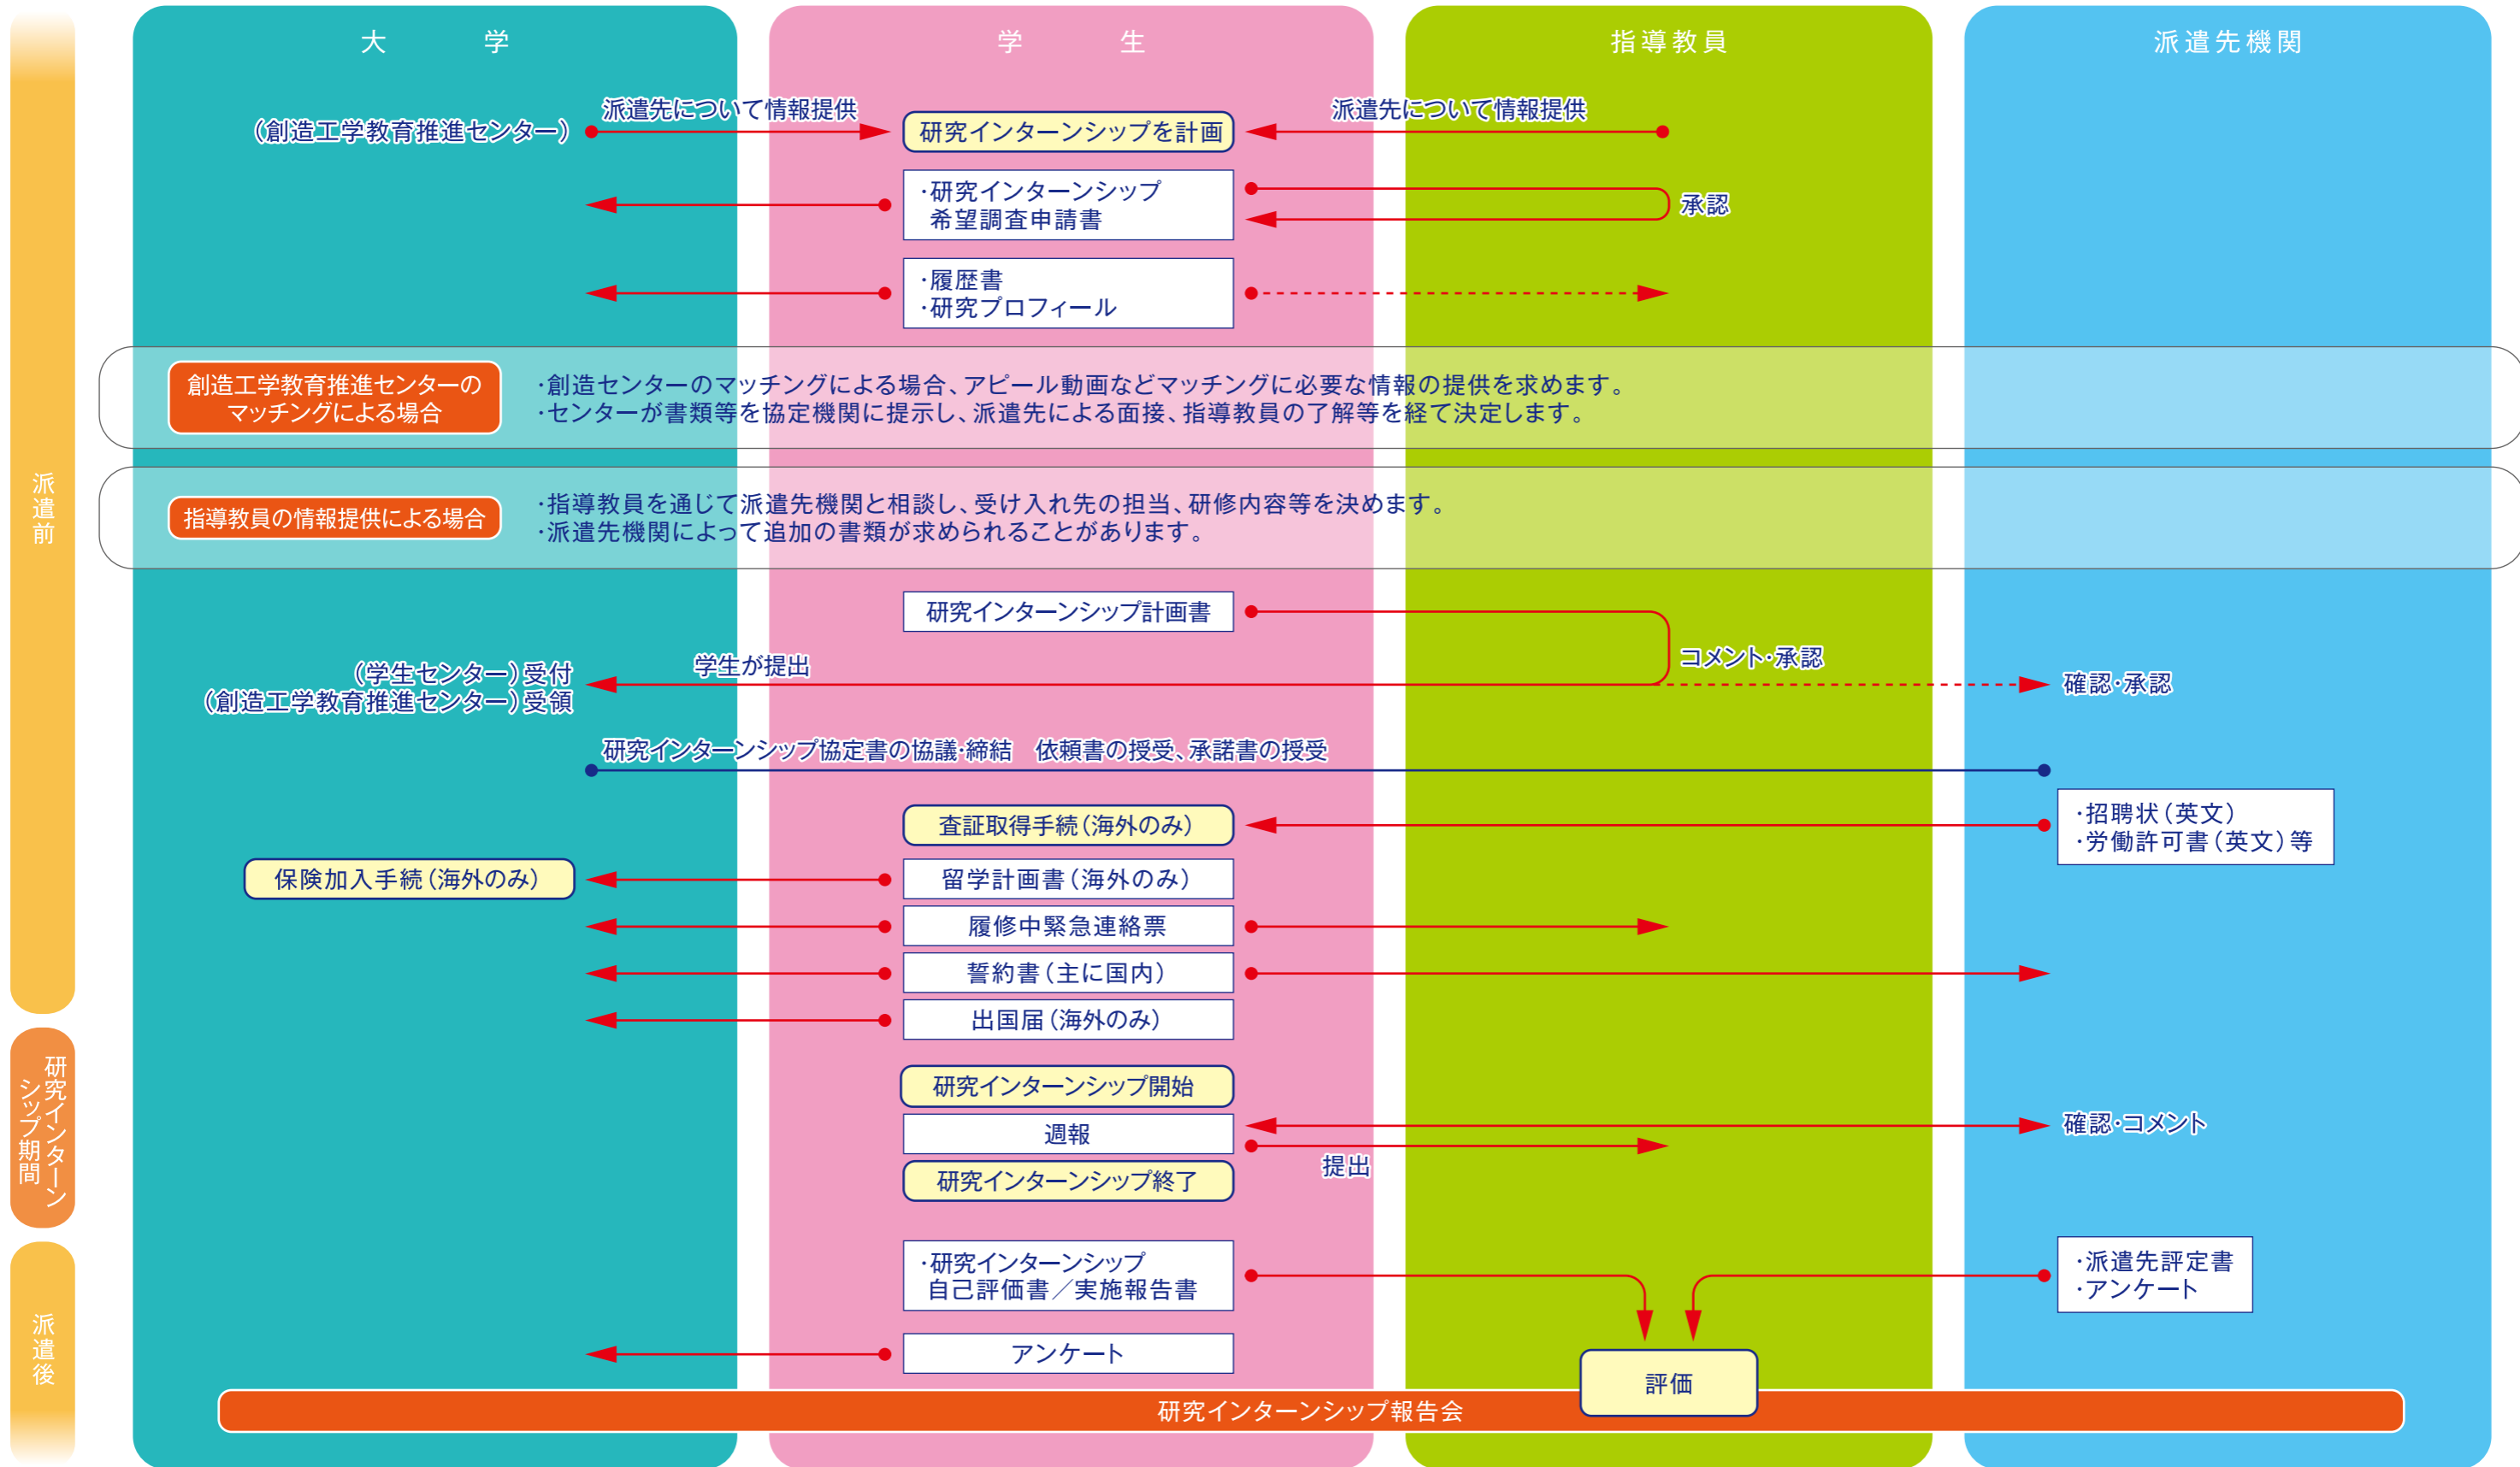 大学
学生
指導教員
派遣先機関
派遣前
派遣先について情報提供
派遣先について情報提供
（創造工学教育推進センター）
研究インターンシップを計画
・研究インターンシップ
希望調査申請書
承認
・履歴書
・研究プロフィール
創造工学教育推進センターの
マッチングによる場合
・創造センターのマッチングによる場合、アピール動画などマッチングに必要な情報の提供を求めます。
・センターが書類等を協定機関に提示し、派遣先による面接、指導教員の了解等を経て決定します。
指導教員の情報提供による場合
・指導教員を通じて派遣先機関と相談し、受け入れ先の担当、研修内容等を決めます。
・派遣先機関によって追加の書類が求められることがあります。
研究インターンシップ計画書
学生が提出
コメント・承認
（学生センター）受付
（創造工学教育推進センター）受領
確認・承認
研究インターンシップ協定書の協議・締結　依頼書の授受、承諾書の授受
査証取得手続（海外のみ）
・招聘状（英文）
・労働許可書（英文）等
保険加入手続（海外のみ）
留学計画書（海外のみ）
履修中緊急連絡票
誓約書（主に国内）
出国届（海外のみ）
研究インターン
シップ期間
研究インターンシップ開始
週報
確認・コメント
提出
研究インターンシップ終了
派遣後
・研究インターンシップ
自己評価書／実施報告書
・派遣先評定書
・アンケート
アンケート
評価
研究インターンシップ報告会